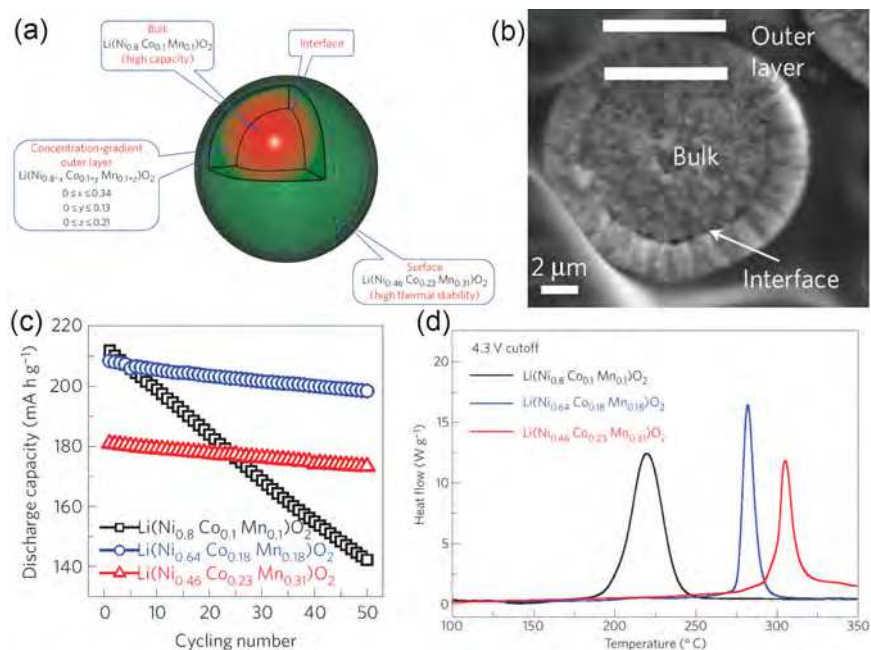 (a)
Bulk
Li(Ni0.8 Co0.1 Mn0.1)O2
(high capacity)
Interface
Concentration-gradient
outer layer
Li(Ni0.8-x Co0.1+y Mn0.1+z)O2
0 ≤ x ≤ 0.34
0 ≤ y ≤ 0.13
0 ≤ z ≤ 0.21
Surface
Li(Ni0.46 Co0.23 Mn0.31)O2
(high thermal stability)
(b)
Outer
layer
Bulk
Interface
2 μm
(c)
220
200
180
160
140
Discharge capacity (mA h g⁻¹)
Li(Ni0.8 Co0.1 Mn0.1)O2
Li(Ni0.64 Co0.18 Mn0.18)O2
Li(Ni0.46 Co0.23 Mn0.31)O2
0 10 20 30 40 50
Cycling number
(d)
4.3 V cutoff
Li(Ni0.8 Co0.1 Mn0.1)O2
Li(Ni0.64 Co0.18 Mn0.18)O2
Li(Ni0.46 Co0.23 Mn0.31)O2
20
15
10
5
0
Heat flow (W g⁻¹)
100 150 200 250 300 350
Temperature (° C)